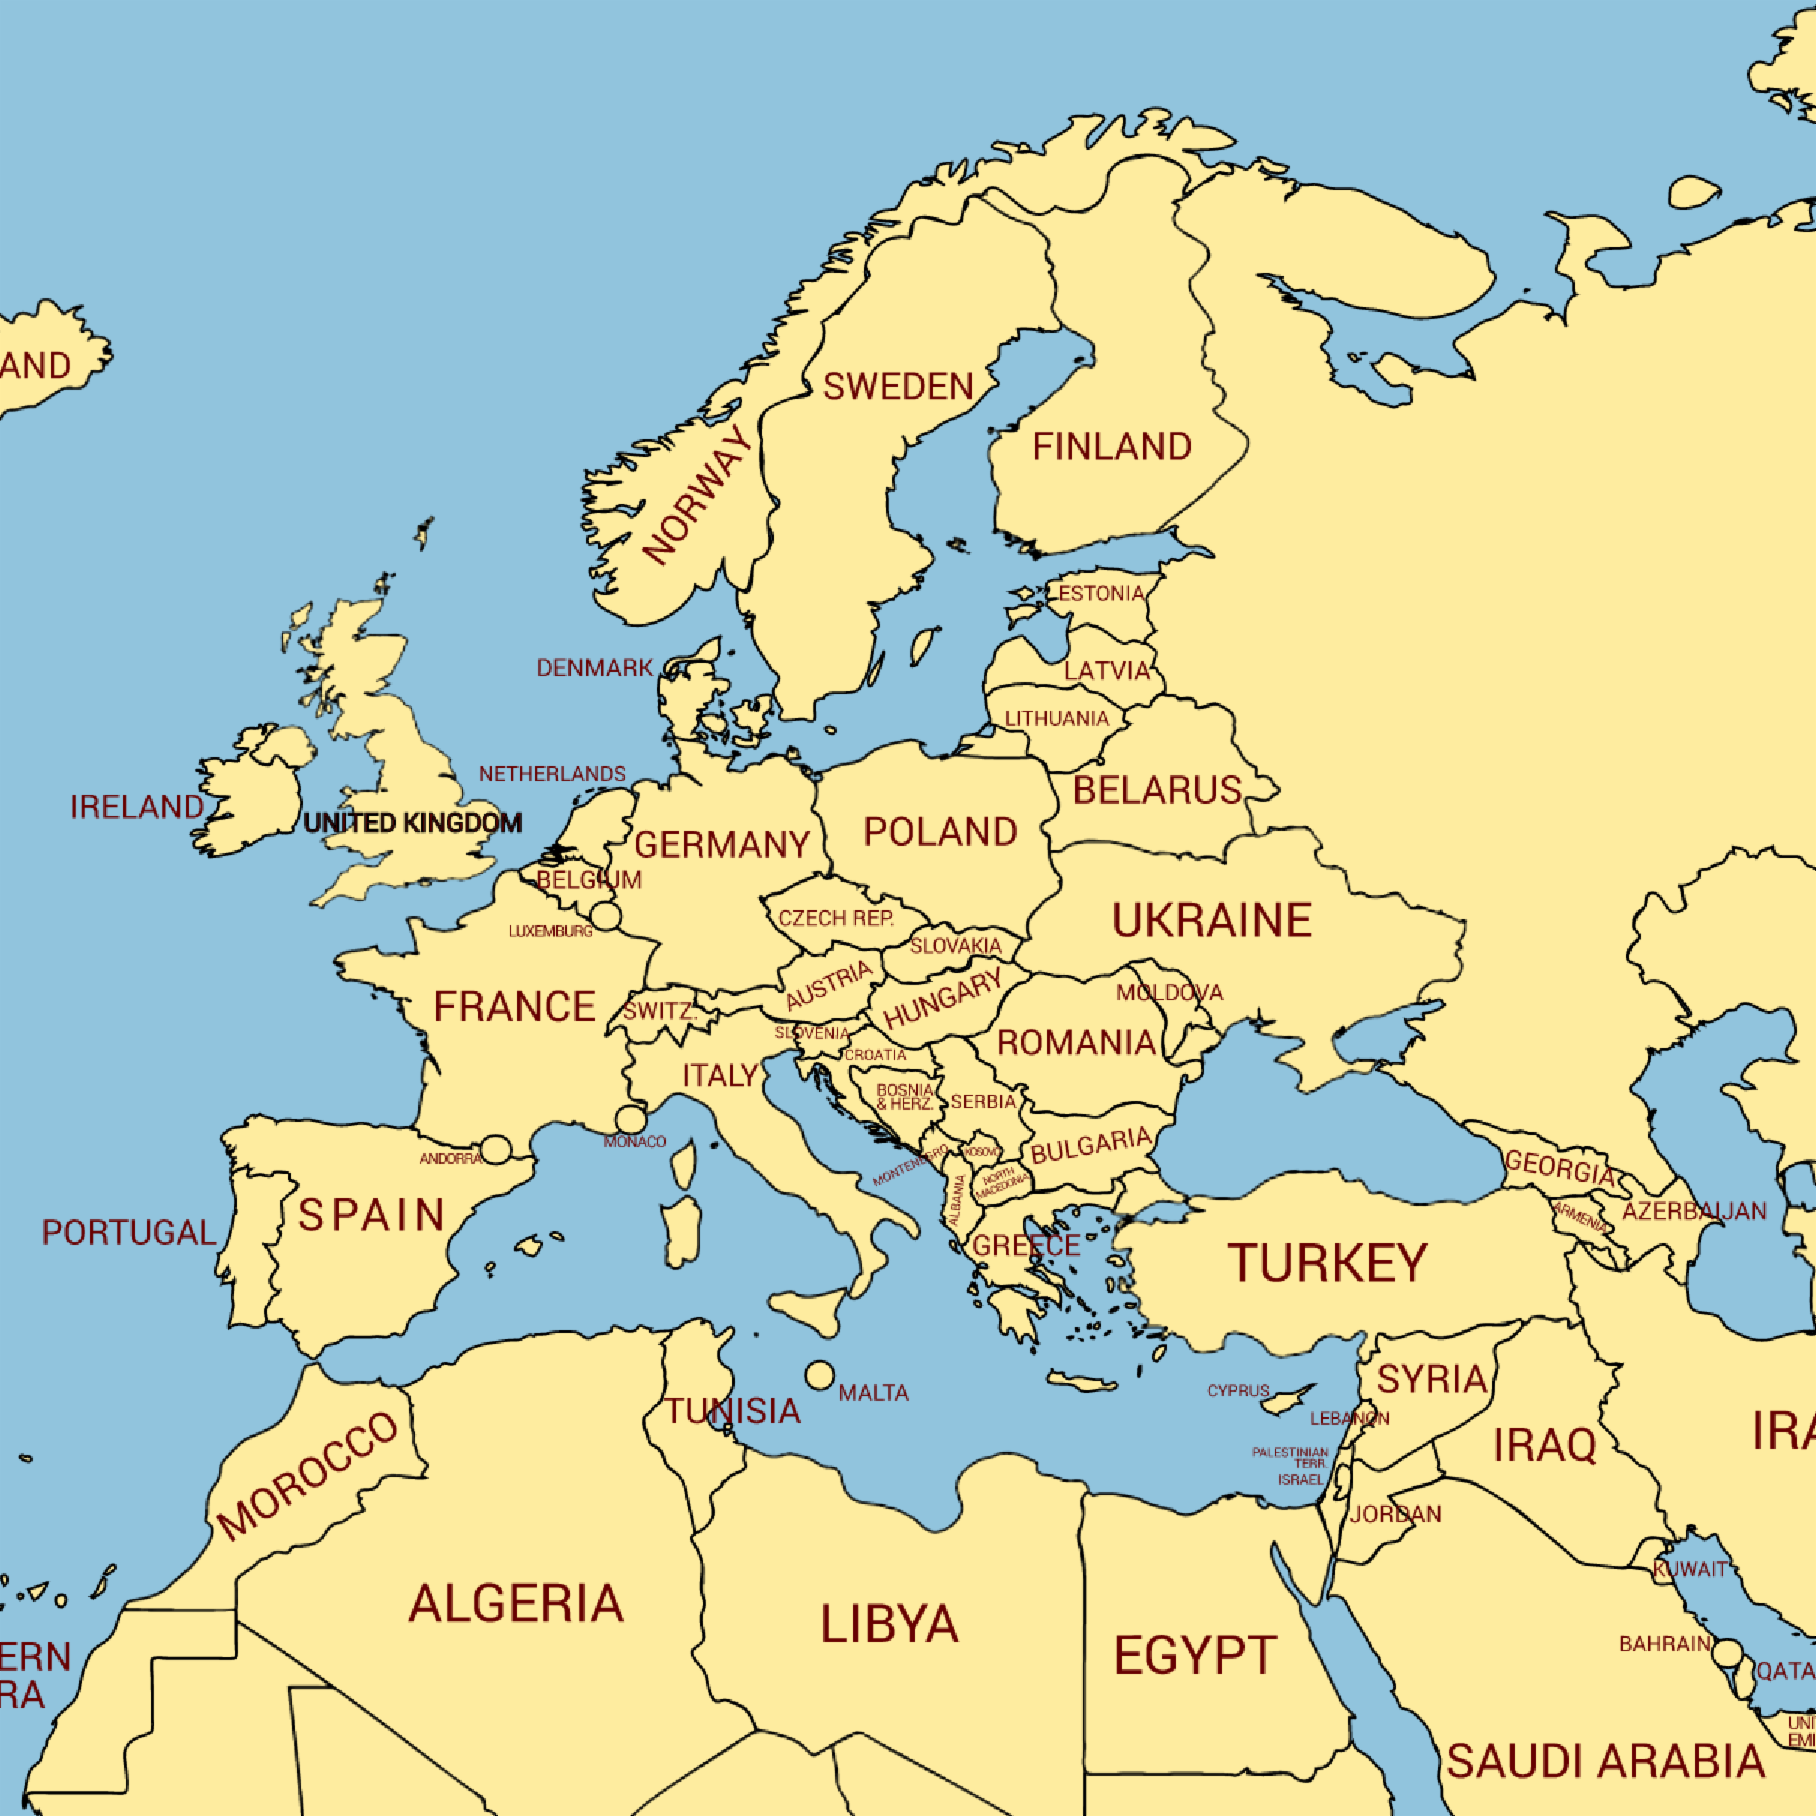 AND
SWEDEN
FINLAND
NORWAY
ESTONIA
DENMARK
LATVIA
LITHUANIA
NETHERLANDS
IRELAND
UNITED KINGDOM
BELARUS
GERMANY
POLAND
BELGIUM
LUXEMBURG
CZECH REP.
UKRAINE
SLOVAKIA
AUSTRIA
HUNGARY
MOLDOVA
FRANCE
SWITZ.
SLOVENIA
CROATIA
ROMANIA
ITALY
BOSNIA
& HERZ.
SERBIA
MONACO
ANDORRA
MONTENEGRO
KOSOVO
BULGARIA
NORTH
MACEDONIA
ALBANIA
GEORGIA
ARMENIA
AZERBAIJAN
PORTUGAL
SPAIN
GREECE
TURKEY
TUNISIA
MALTA
CYPRUS
SYRIA
LEBANON
MOROCCO
PALESTINIAN
TERR.
ISRAEL
IRAQ
IRA
JORDAN
KUWAIT
ALGERIA
LIBYA
EGYPT
BAHRAIN
QATA
ERN
RA
UNI
EMI
SAUDI ARABIA